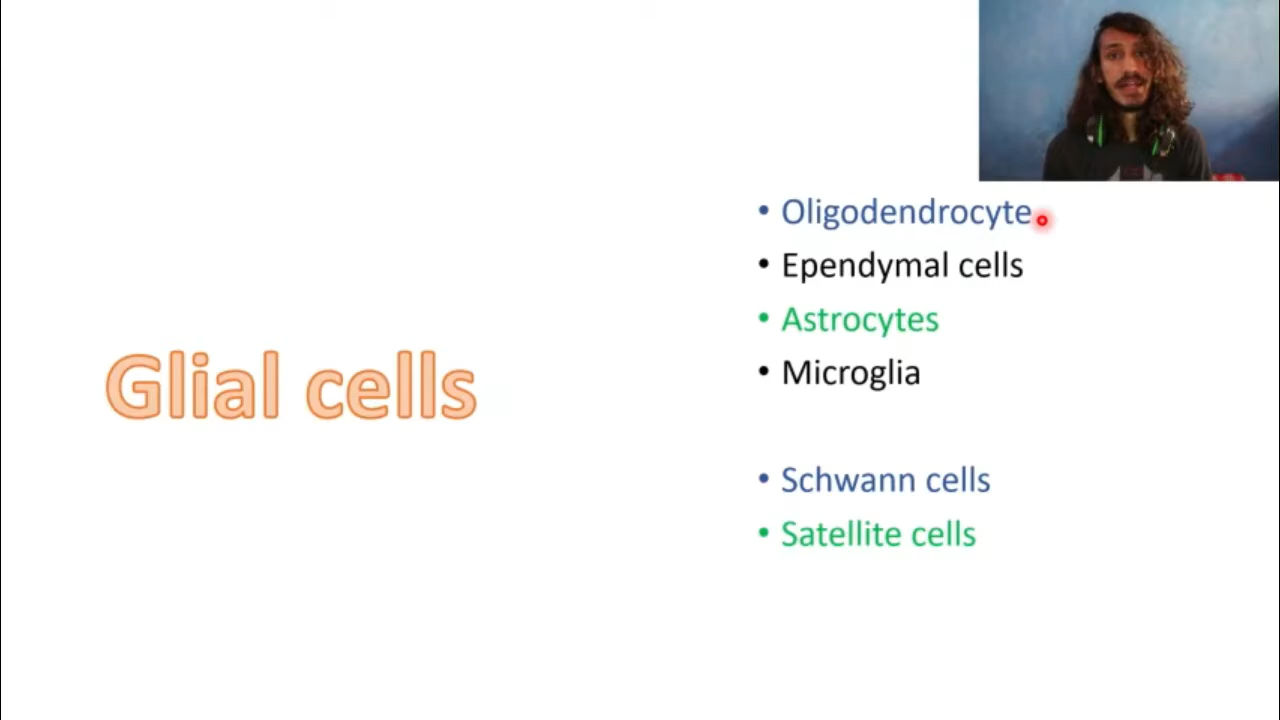 Glial cells
• Oligodendrocyte
• Ependymal cells
• Astrocytes
• Microglia
• Schwann cells
• Satellite cells